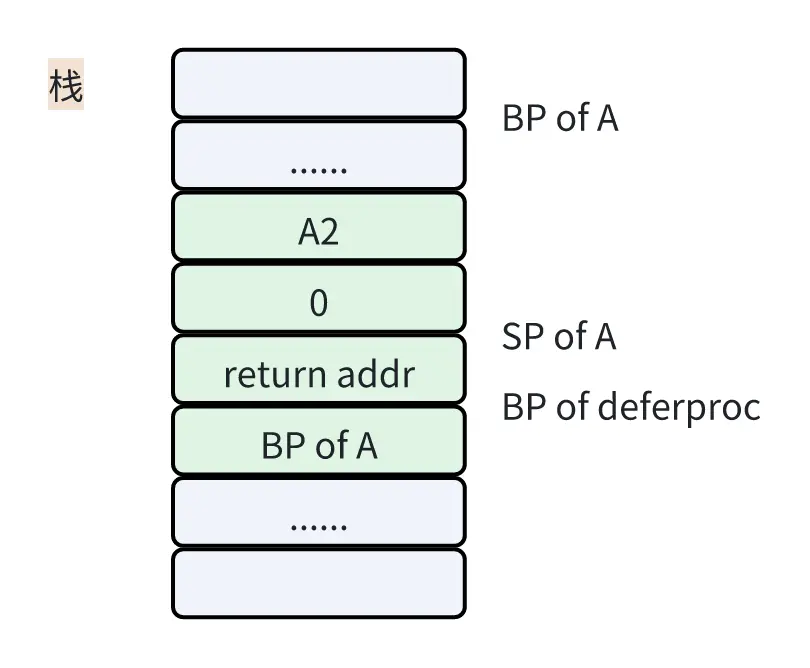 栈
BP of A
......
A2
0
SP of A
return addr
BP of deferproc
BP of A
......